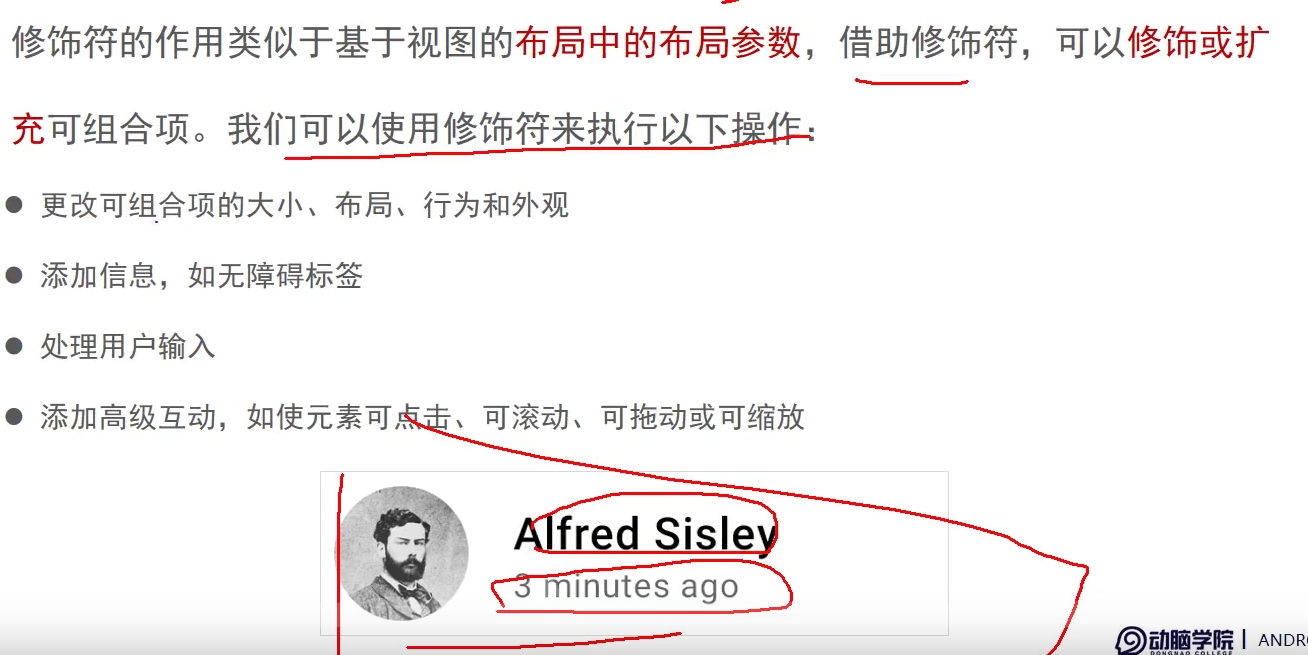 修饰符的作用类似于基于视图的布局中的布局参数，借助修饰符，可以修饰或扩
充可组合项。我们可以使用修饰符来执行以下操作：
● 更改可组合项的大小、布局、行为和外观
● 添加信息，如无障碍标签
● 处理用户输入
● 添加高级互动，如使元素可点击、可滚动、可拖动或可缩放
Alfred Sisley
3 minutes ago
动脑学院 | ANDRO
DONGNAO COLLEGE